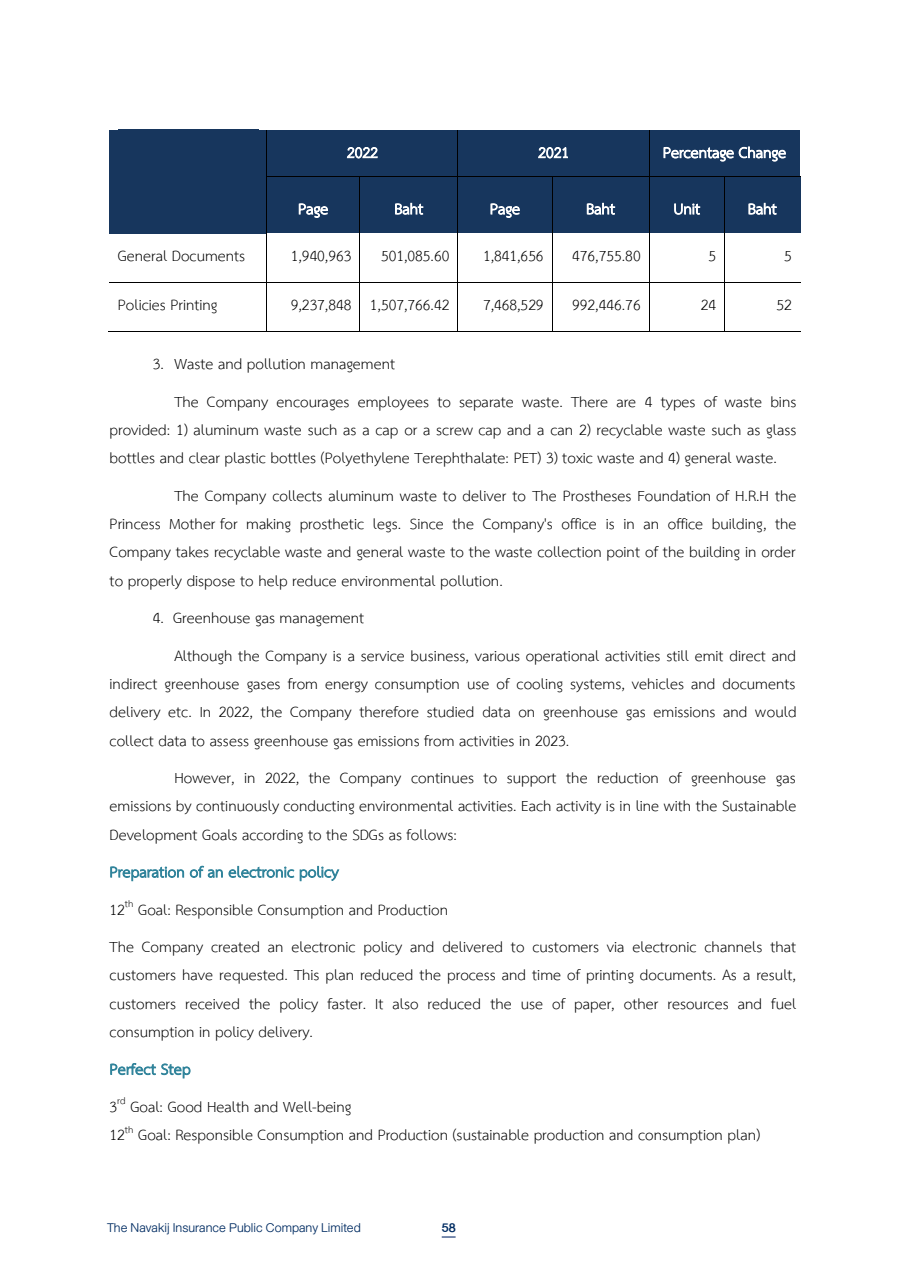 2022 2021 Percentage Change
Page Baht Page Baht Unit Baht
General Documents 1,940,963 501,085.60 1,841,656 476,755.80 5 5
Policies Printing 9,237,848 1,507,766.42 7,468,529 992,446.76 24 52
3. Waste and pollution management
The Company encourages employees to separate waste. There are 4 types of waste bins
provided: 1) aluminum waste such as a cap or a screw cap and a can 2) recyclable waste such as glass
bottles and clear plastic bottles (Polyethylene Terephthalate: PET) 3) toxic waste and 4) general waste.
The Company collects aluminum waste to deliver to The Prostheses Foundation of H.R.H the
Princess Mother for making prosthetic legs. Since the Company's office is in an office building, the
Company takes recyclable waste and general waste to the waste collection point of the building in order
to properly dispose to help reduce environmental pollution.
4. Greenhouse gas management
Although the Company is a service business, various operational activities still emit direct and
indirect greenhouse gases from energy consumption use of cooling systems, vehicles and documents
delivery etc. In 2022, the Company therefore studied data on greenhouse gas emissions and would
collect data to assess greenhouse gas emissions from activities in 2023.
However, in 2022, the Company continues to support the reduction of greenhouse gas
emissions by continuously conducting environmental activities. Each activity is in line with the Sustainable
Development Goals according to the SDGs as follows:
Preparation of an electronic policy
12th Goal: Responsible Consumption and Production
The Company created an electronic policy and delivered to customers via electronic channels that
customers have requested. This plan reduced the process and time of printing documents. As a result,
customers received the policy faster. It also reduced the use of paper, other resources and fuel
consumption in policy delivery.
Perfect Step
3rd Goal: Good Health and Well-being
12th Goal: Responsible Consumption and Production (sustainable production and consumption plan)
The Navakij Insurance Public Company Limited 58